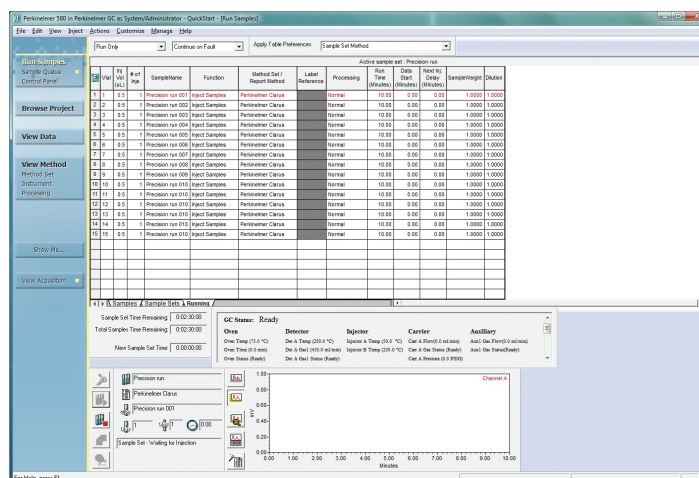 PerkinElmer 580 in PerkinElmer GC as System/Administrator - QuickStart - [Run Samples]
File Edit View Inject Actions Customize Manage Help
Run Only Continue on Fault Apply Table Preferences Sample Set Method
Run Samples
Sample Queue
Control Panel
Browse Project
View Data
View Method
Method Set
Instrument
Processing
Show Me...
View Acquisition
Active sample set : Precision run
Vial Inj Vol (uL) # of Injs SampleName Function Method Set / Report Method Label Reference Processing Run Time (Minutes) Data Start (Minutes) Next Inj. Delay (Minutes) SampleWeight Dilution
1 1 0.5 1 Precision run 001 Inject Samples PerkinElmer Clarus Normal 10.00 0.00 0.00 1.0000 1.0000
2 2 0.5 1 Precision run 002 Inject Samples PerkinElmer Clarus Normal 10.00 0.00 0.00 1.0000 1.0000
3 3 0.5 1 Precision run 003 Inject Samples PerkinElmer Clarus Normal 10.00 0.00 0.00 1.0000 1.0000
4 4 0.5 1 Precision run 004 Inject Samples PerkinElmer Clarus Normal 10.00 0.00 0.00 1.0000 1.0000
5 5 0.5 1 Precision run 005 Inject Samples PerkinElmer Clarus Normal 10.00 0.00 0.00 1.0000 1.0000
6 6 0.5 1 Precision run 006 Inject Samples PerkinElmer Clarus Normal 10.00 0.00 0.00 1.0000 1.0000
7 7 0.5 1 Precision run 007 Inject Samples PerkinElmer Clarus Normal 10.00 0.00 0.00 1.0000 1.0000
8 8 0.5 1 Precision run 008 Inject Samples PerkinElmer Clarus Normal 10.00 0.00 0.00 1.0000 1.0000
9 9 0.5 1 Precision run 009 Inject Samples PerkinElmer Clarus Normal 10.00 0.00 0.00 1.0000 1.0000
10 10 0.5 1 Precision run 010 Inject Samples PerkinElmer Clarus Normal 10.00 0.00 0.00 1.0000 1.0000
11 11 0.5 1 Precision run 010 Inject Samples PerkinElmer Clarus Normal 10.00 0.00 0.00 1.0000 1.0000
12 12 0.5 1 Precision run 010 Inject Samples PerkinElmer Clarus Normal 10.00 0.00 0.00 1.0000 1.0000
13 13 0.5 1 Precision run 010 Inject Samples PerkinElmer Clarus Normal 10.00 0.00 0.00 1.0000 1.0000
14 14 0.5 1 Precision run 010 Inject Samples PerkinElmer Clarus Normal 10.00 0.00 0.00 1.0000 1.0000
15 15 0.5 1 Precision run 010 Inject Samples PerkinElmer Clarus Normal 10.00 0.00 0.00 1.0000 1.0000
Samples Sample Sets Running
Sample Set Time Remaining: 0:02:30:00
Total Samples Time Remaining: 0:02:30:00
New Sample Set Time: 0:00:00:00
GC Status: Ready
Oven Detector Injector Carrier Auxiliary
Oven Temp (75.0 °C) Det A Temp (250.0 °C) Injector A Temp (50.0 °C) Carr A Flow(0.0 ml/min) Aux1 Gas Flow(0.0 ml/min)
Oven Time (0.0 min) Det A Gas1 (450.0 ml/min) Injector B Temp (250.0 °C) Carr A Gas Status (Ready) Aux1 Gas Status(Ready)
Oven Status (Ready) Det A Gas1 Status (Ready) Carr A Pressure (0.0 PSIG)
Precision run
PerkinElmer Clarus
Precision run 001
1 1 0.00
Sample Set - Waiting for Injection
Channel A
1.00
0.80
0.60
0.40
0.20
0.00
mV
0.00 1.00 2.00 3.00 4.00 5.00 6.00 7.00 8.00 9.00 10.00
Minutes
For Help, press F1